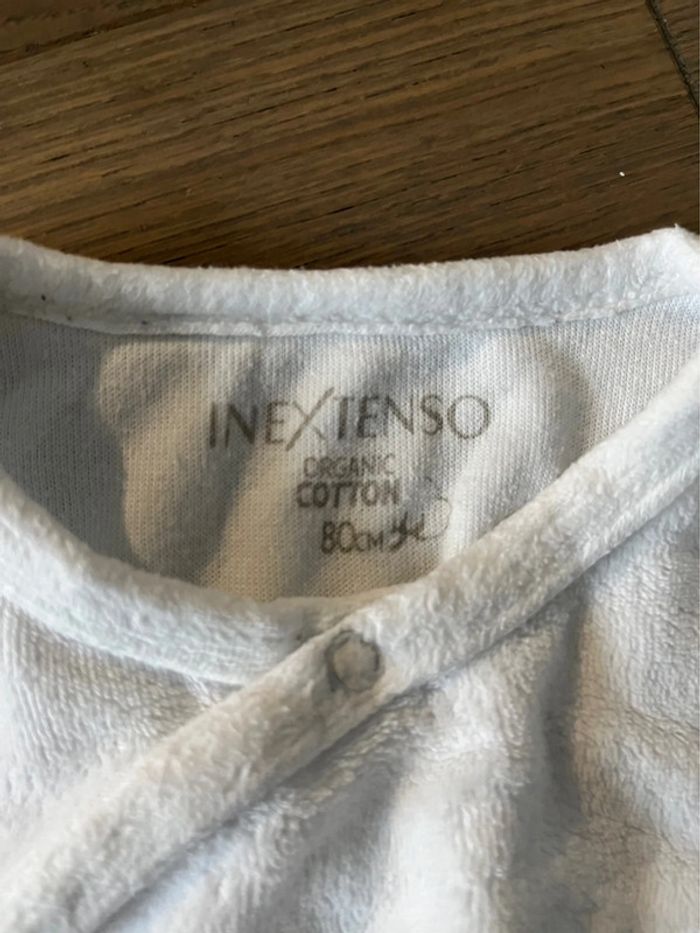 INEXTENSO
ORGANIC
COTTON
80CM